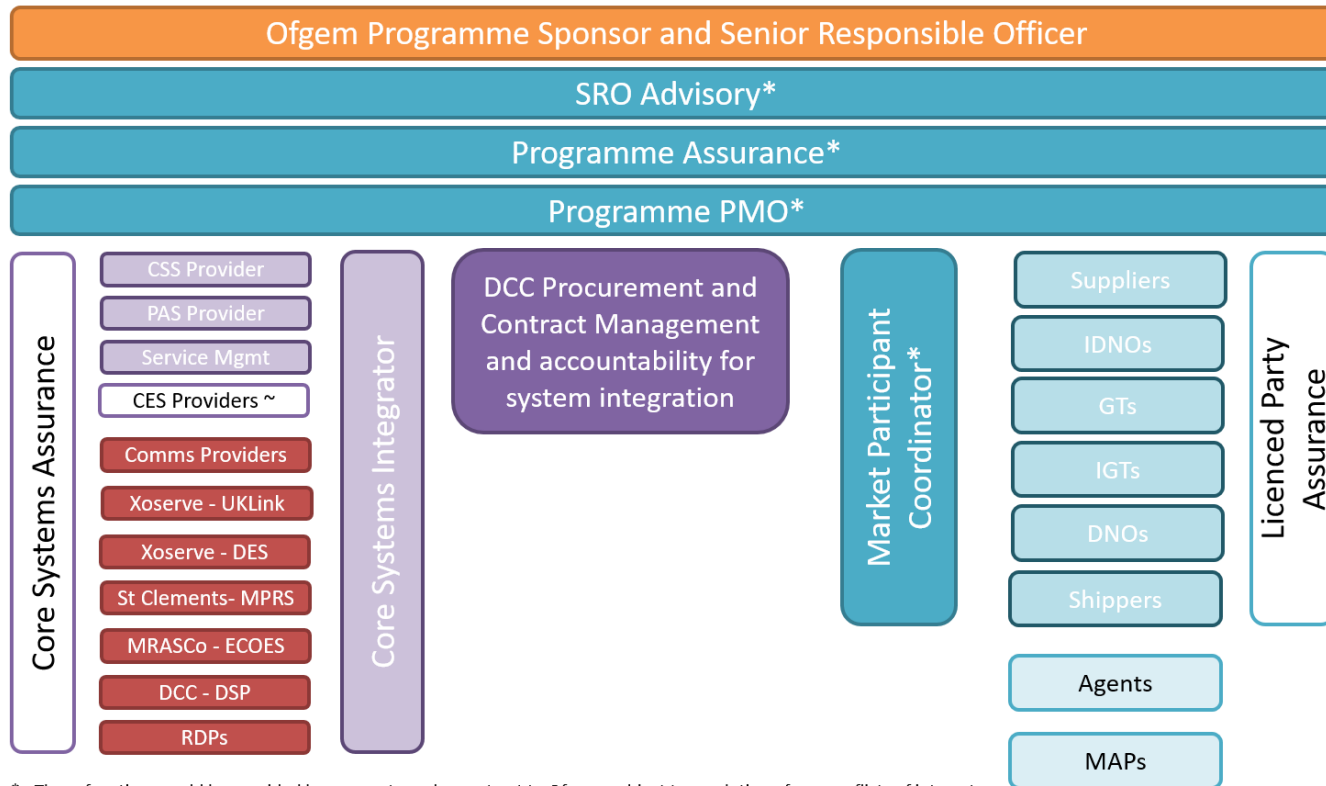 Ofgem Programme Sponsor and Senior Responsible Officer
SRO Advisory*
Programme Assurance*
Programme PMO*
Core Systems Assurance
CSS Provider
PAS Provider
Service Mgmt
CES Providers ~
Comms Providers
Xoserve - UKLink
Xoserve - DES
St Clements- MPRS
MRASCo - ECOES
DCC - DSP
RDPs
Core Systems Integrator
DCC Procurement and
Contract Management
and accountability for
system integration
Market Participant
Coordinator*
Suppliers
IDNOs
GTs
IGTs
DNOs
Shippers
Agents
MAPs
Licenced Party
Assurance